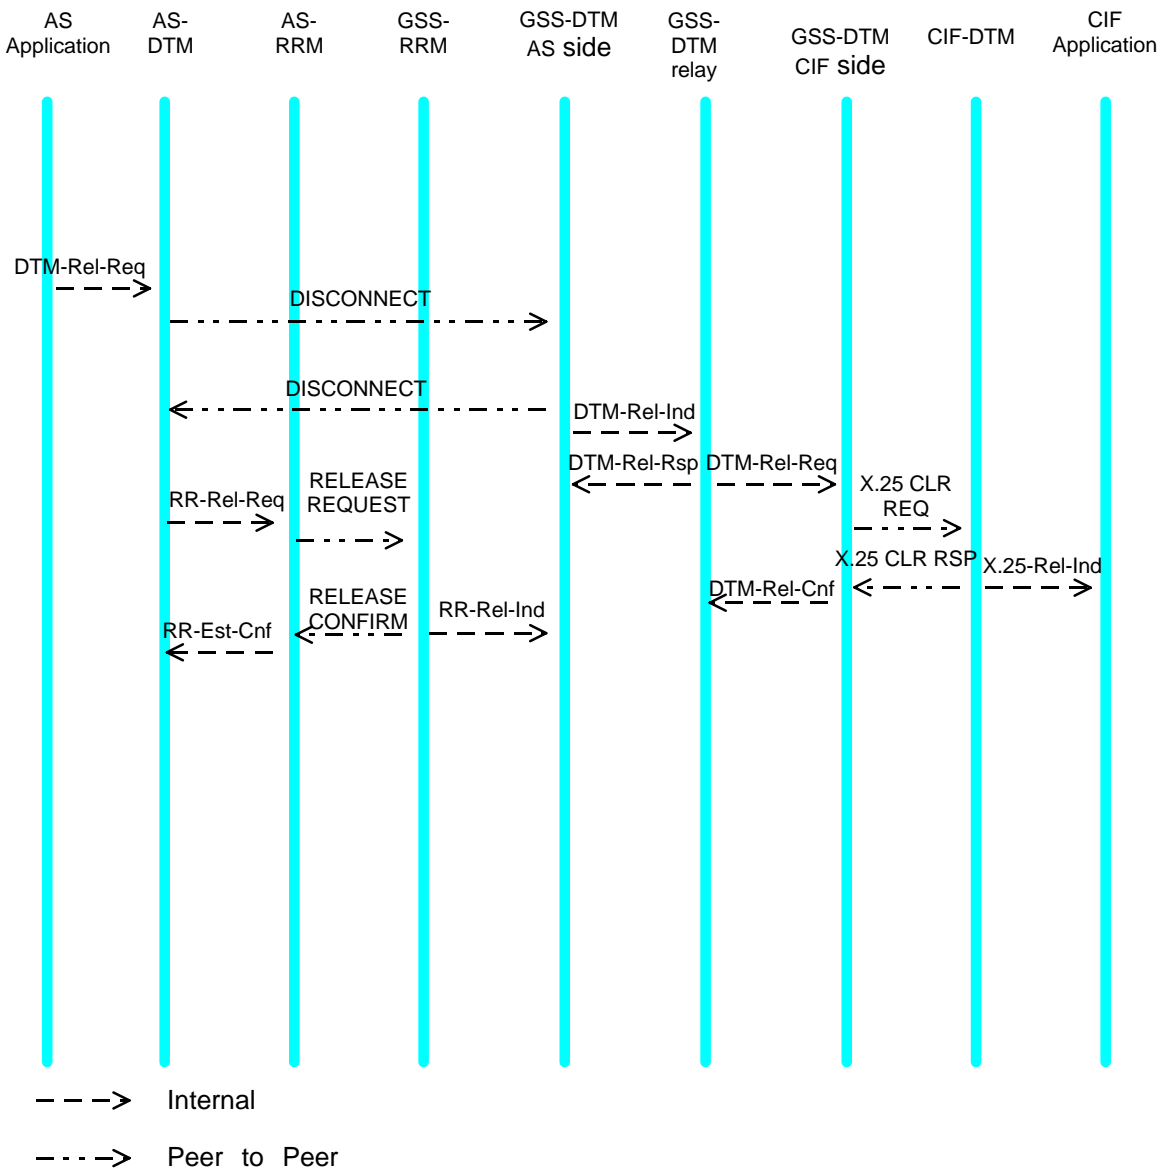 AS
Application
AS-
DTM
AS-
RRM
GSS-
RRM
GSS-DTM
AS side
GSS-
DTM
relay
GSS-DTM
CIF side
CIF-DTM
CIF
Application
DTM-Rel-Req
DISCONNECT
DISCONNECT
DTM-Rel-Ind
DTM-Rel-Rsp
DTM-Rel-Req
RR-Rel-Req
RELEASE
REQUEST
X.25 CLR
REQ
X.25 CLR RSP
X.25-Rel-Ind
DTM-Rel-Cnf
RELEASE
CONFIRM
RR-Rel-Ind
RR-Est-Cnf
Internal
Peer to Peer